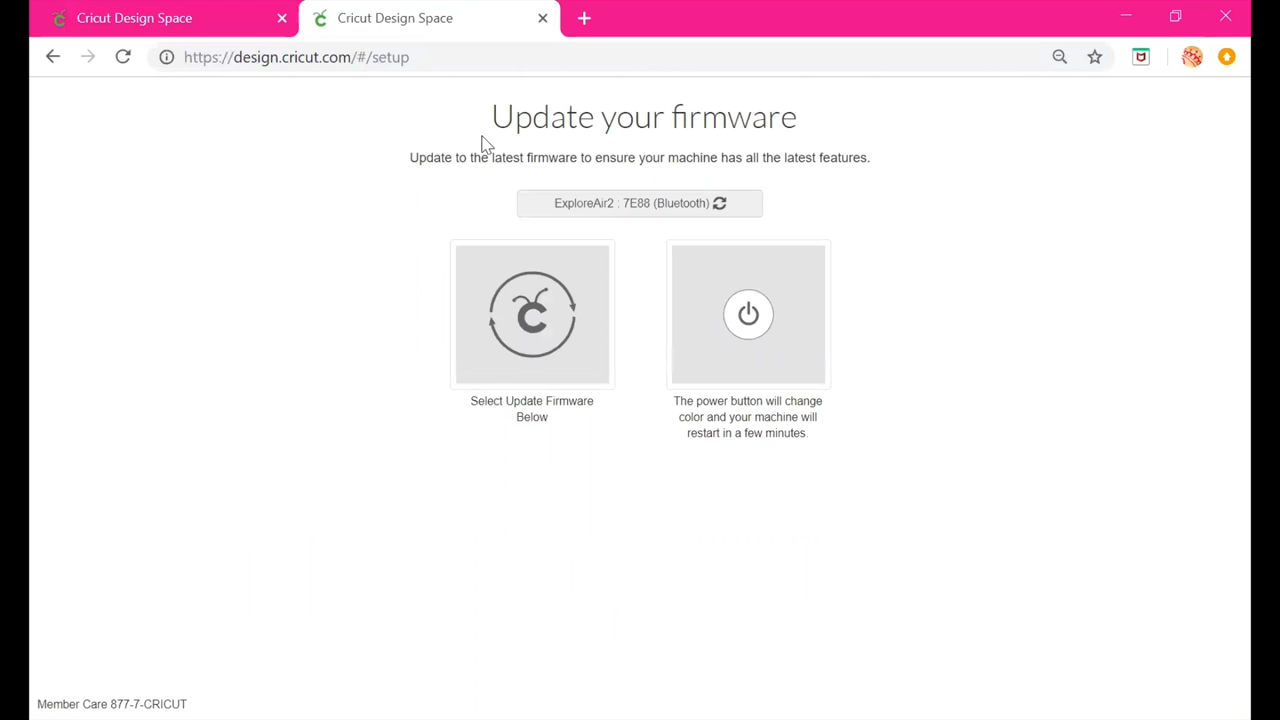 Cricut Design Space
Cricut Design Space
https://design.cricut.com/#/setup
Update your firmware
Update to the latest firmware to ensure your machine has all the latest features.
ExploreAir2 : 7E88 (Bluetooth)
Select Update Firmware
Below
The power button will change
color and your machine will
restart in a few minutes.
Member Care 877-7-CRICUT